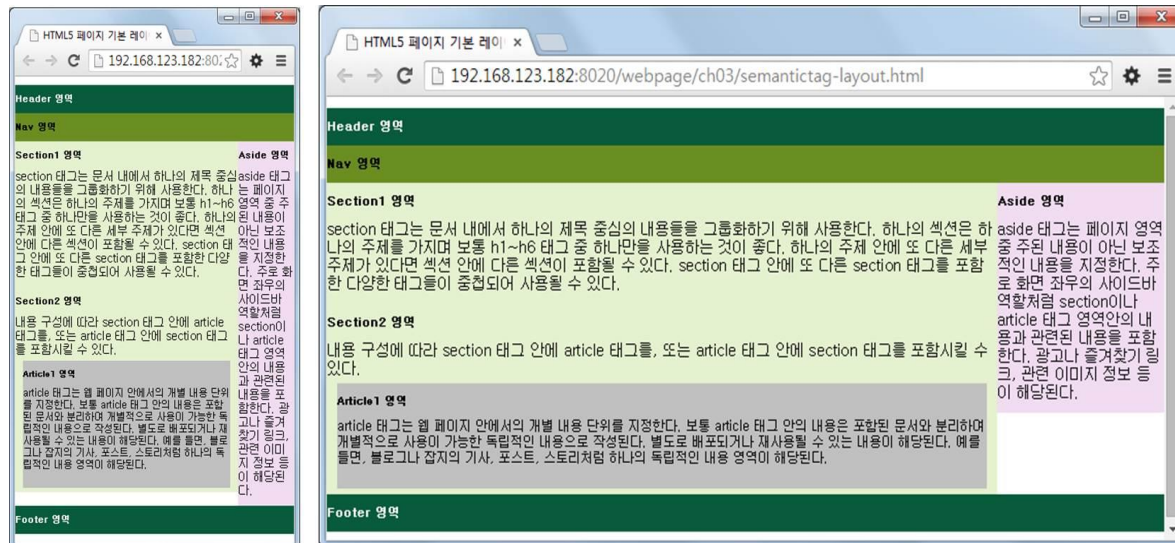 HTML5 페이지 기본 레이
192.168.123.182:802
Header 영역
Nav 영역
Section1 영역
section 태그는 문서 내에서 하나의 제목 중심
의 내용들을 그룹화하기 위해 사용한다. 하나
의 섹션은 하나의 주제를 가지며 보통 h1~h6
태그 중 하나만을 사용하는 것이 좋다. 하나의
주제 안에 또 다른 세부 주제가 있다면 섹션
안에 다른 섹션이 포함될 수 있다. section 태
그 안에 또 다른 section 태그를 포함한 다양
한 태그들이 중첩되어 사용될 수 있다.
Section2 영역
내용 구성에 따라 section 태그 안에 article
태그를, 또는 article 태그 안에 section 태그
를 포함시킬 수 있다.
Article1 영역
article 태그는 웹 페이지 안에서의 개별 내용 단위
를 지정한다. 보통 article 태그 안의 내용은 포함
된 문서와 분리하여 개별적으로 사용이 가능한 독
립적인 내용으로 작성된다. 별도로 배포되거나 재
사용될 수 있는 내용이 해당된다. 예를 들면, 블로
그나 잡지의 기사, 포스트, 스토리처럼 하나의 독
립적인 내용 영역이 해당된다.
Aside 영역
aside 태그
는 페이지
영역 중 주
된 내용이
아닌 보조
적인 내용
을 지정한
다. 주로 화
면 좌우의
사이드바
역할처럼
section이
나 article
태그 영역
안의 내용
과 관련된
내용을 포
함한다. 광
고나 즐겨
찾기 링크,
관련 이미
지 정보 등
이 해당된
다.
Footer 영역
HTML5 페이지 기본 레이
192.168.123.182:8020/webpage/ch03/semantictag-layout.html
Header 영역
Nav 영역
Section1 영역
section 태그는 문서 내에서 하나의 제목 중심의 내용들을 그룹화하기 위해 사용한다. 하나의 섹션은 하
나의 주제를 가지며 보통 h1~h6 태그 중 하나만을 사용하는 것이 좋다. 하나의 주제 안에 또 다른 세부
주제가 있다면 섹션 안에 다른 섹션이 포함될 수 있다. section 태그 안에 또 다른 section 태그를 포함
한 다양한 태그들이 중첩되어 사용될 수 있다.
Section2 영역
내용 구성에 따라 section 태그 안에 article 태그를, 또는 article 태그 안에 section 태그를 포함시킬 수
있다.
Article1 영역
article 태그는 웹 페이지 안에서의 개별 내용 단위를 지정한다. 보통 article 태그 안의 내용은 포함된 문서와 분리하여
개별적으로 사용이 가능한 독립적인 내용으로 작성된다. 별도로 배포되거나 재사용될 수 있는 내용이 해당된다. 예를
들면, 블로그나 잡지의 기사, 포스트, 스토리처럼 하나의 독립적인 내용 영역이 해당된다.
Aside 영역
aside 태그는 페이지 영역
중 주된 내용이 아닌 보조
적인 내용을 지정한다. 주
로 화면 좌우의 사이드바
역할처럼 section이나
article 태그 영역안의 내
용과 관련된 내용을 포함
한다. 광고나 즐겨찾기 링
크, 관련 이미지 정보 등
이 해당된다.
Footer 영역